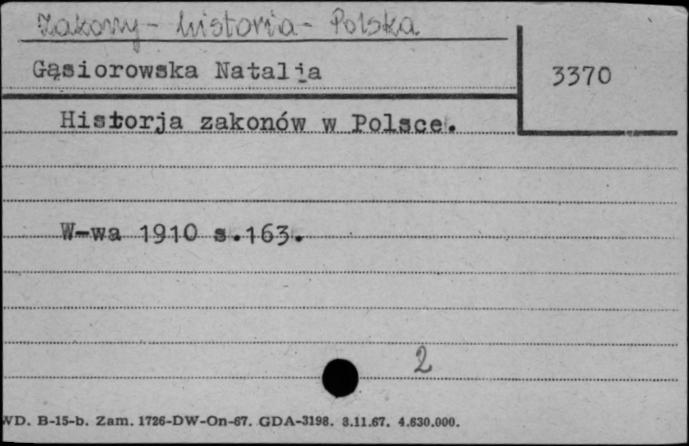 Zakony - historia - Polska
Gąsiorowska Natalia
3370
Historja zakonów w Polsce.
W-wa 1910 s.163.
2
WD. B-15-b. Zam. 1726-DW-On-67. GDA-3198. 3.11.67. 4.630.000.